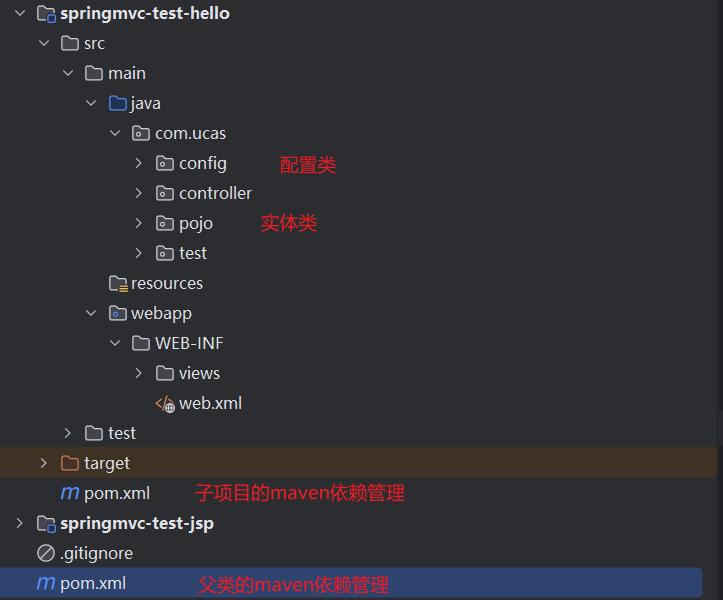 springmvc-test-hello
src
main
java
com.ucas
config 配置类
controller
pojo 实体类
test
resources
webapp
WEB-INF
views
web.xml
test
target
pom.xml 子项目的maven依赖管理
springmvc-test-jsp
.gitignore
pom.xml 父类的maven依赖管理